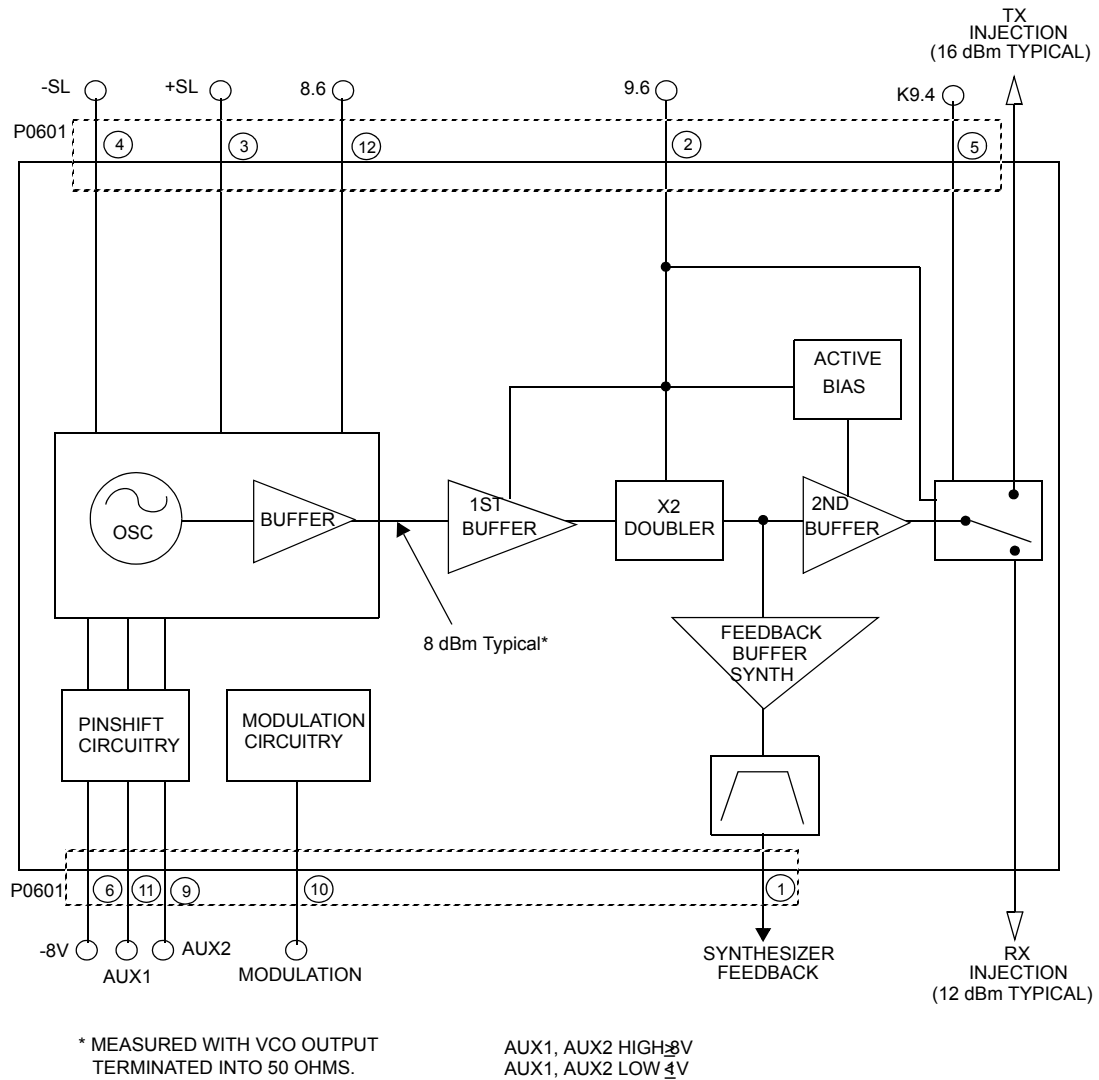 TX
INJECTION
(16 dBm TYPICAL)
-SL
+SL
8.6
9.6
K9.4
P0601
4
3
12
2
5
ACTIVE
BIAS
OSC
BUFFER
1ST
BUFFER
X2
DOUBLER
2ND
BUFFER
8 dBm Typical*
FEEDBACK
BUFFER
SYNTH
PINSHIFT
CIRCUITRY
MODULATION
CIRCUITRY
P0601
6
11
9
10
1
-8V
AUX1
AUX2
MODULATION
SYNTHESIZER
FEEDBACK
RX
INJECTION
(12 dBm TYPICAL)
* MEASURED WITH VCO OUTPUT
TERMINATED INTO 50 OHMS.
AUX1, AUX2 HIGH ≥8V
AUX1, AUX2 LOW ≤1V